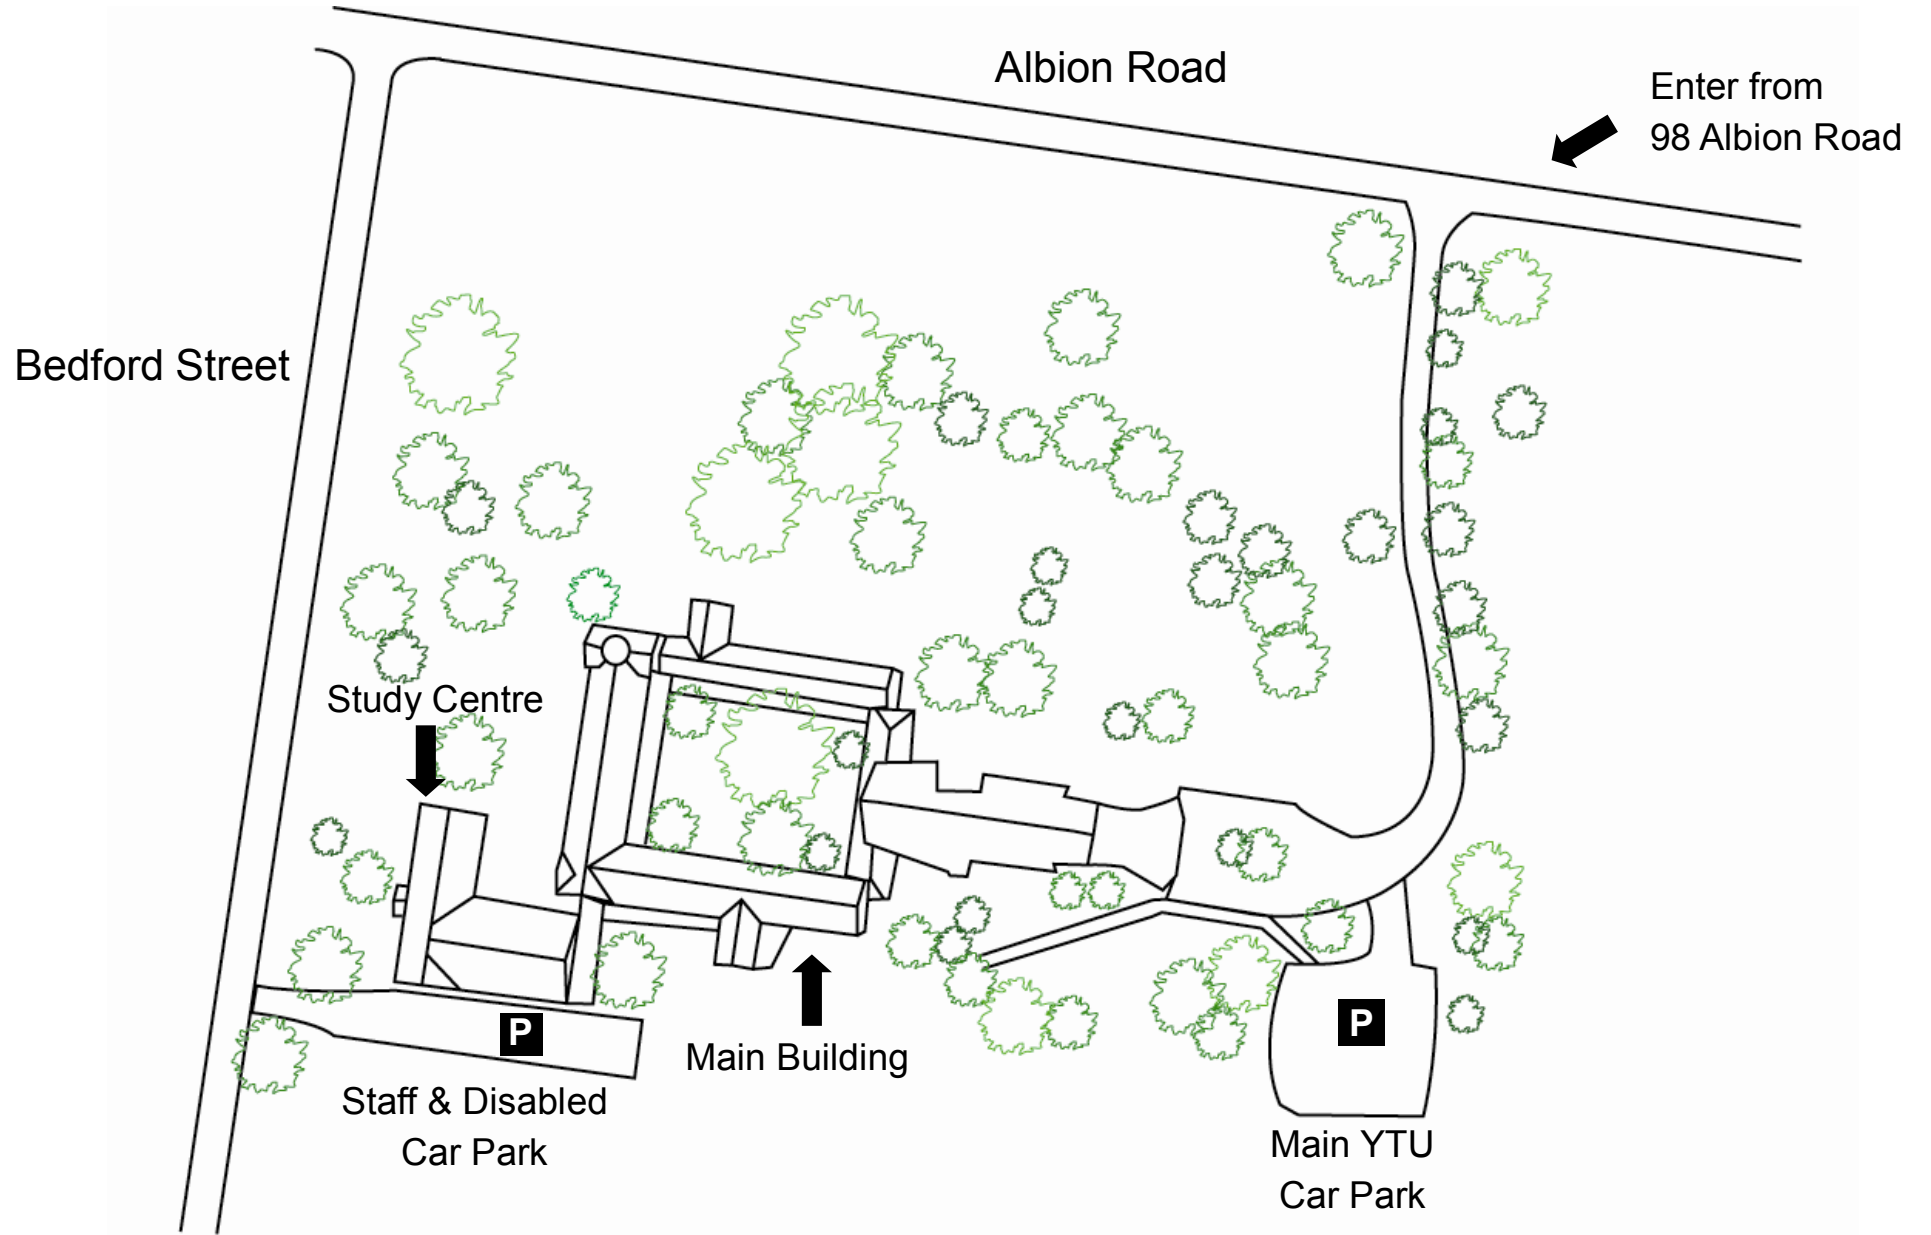 Albion Road
Enter from
98 Albion Road
Bedford Street
Study Centre
P
Main Building
Staff & Disabled
Car Park
P
Main YTU
Car Park